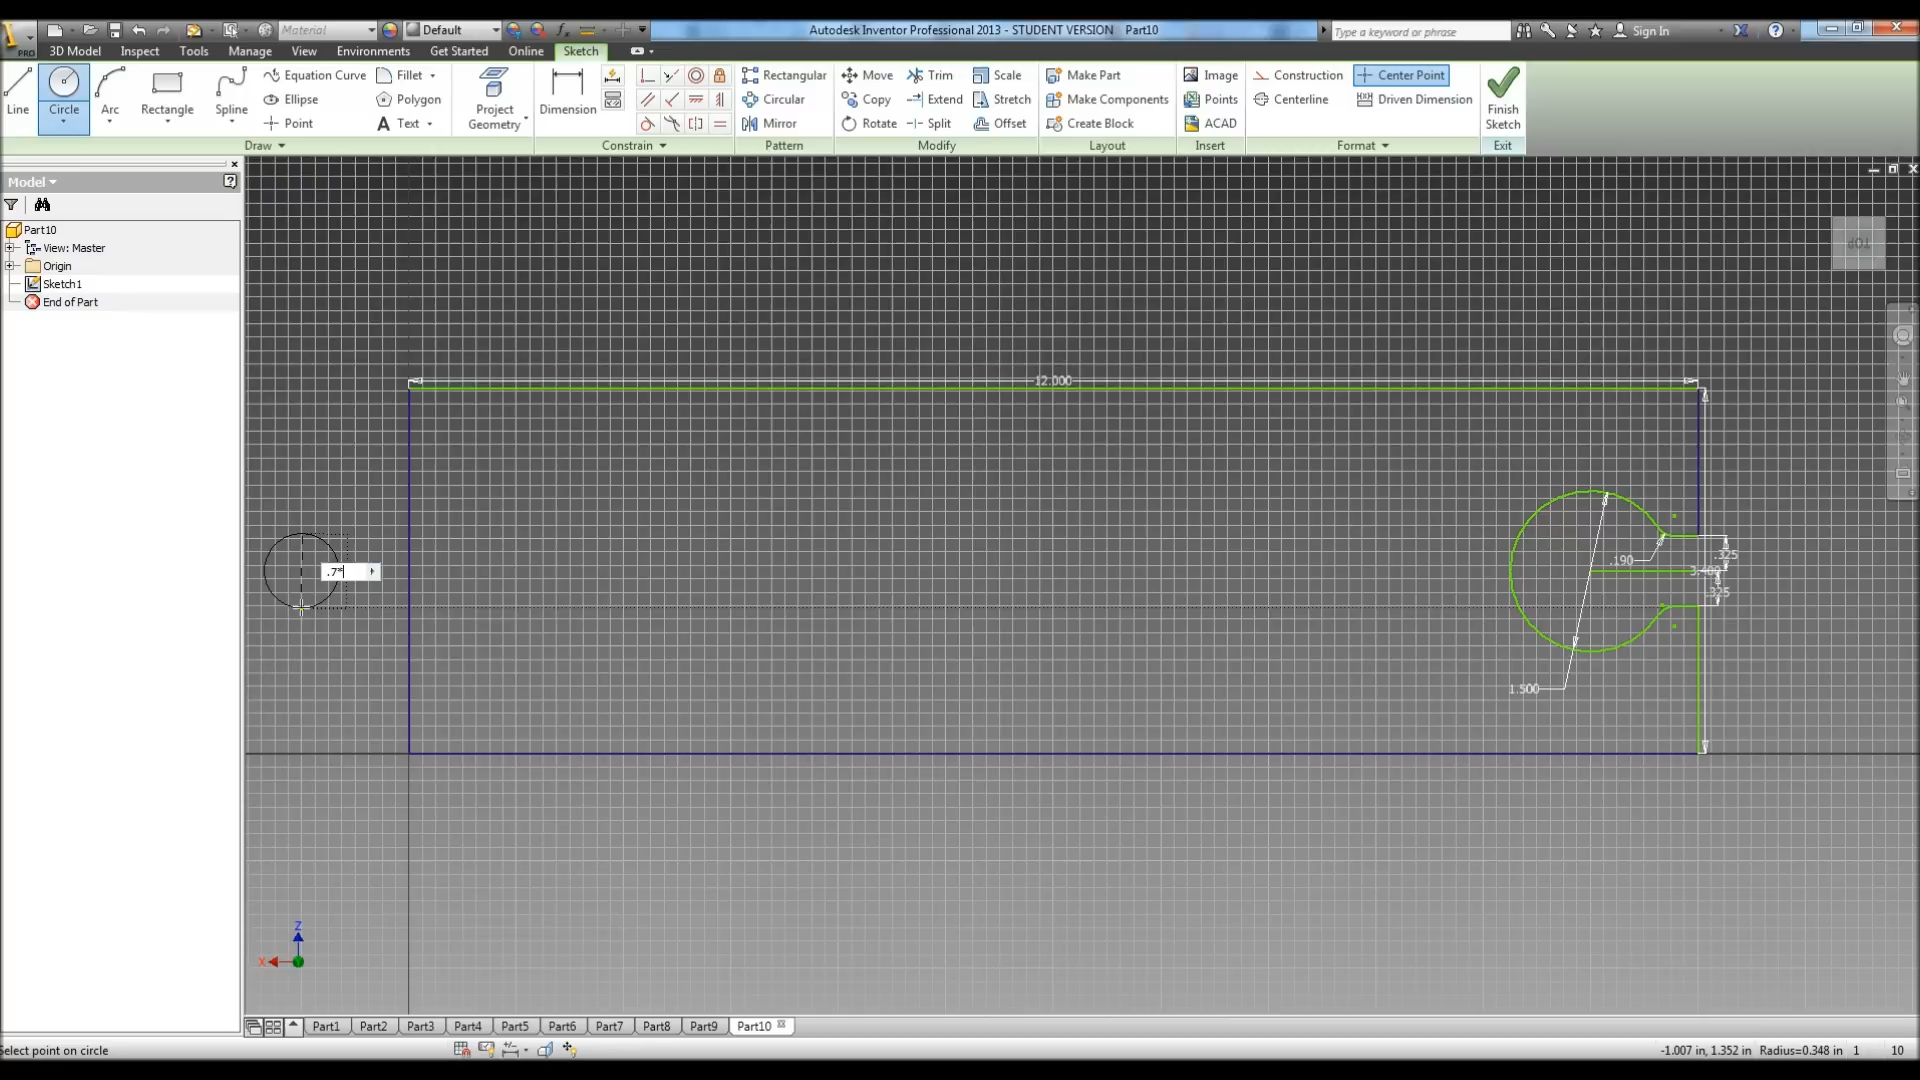 Material Default Autodesk Inventor Professional 2013 - STUDENT VERSION Part10 Type a keyword or phrase Sign In
PRO 3D Model Inspect Tools Manage View Environments Get Started Online Sketch
Line Circle Arc Rectangle Spline
Equation Curve Fillet
Ellipse Polygon
Point Text
Project Geometry
Dimension
Rectangular
Circular
Mirror
Move Trim Scale
Copy Extend Stretch
Rotate Split Offset
Make Part
Make Components
Create Block
Image
Points
ACAD
Construction Center Point
Centerline Driven Dimension
Finish Sketch
Draw Constrain Pattern Modify Layout Insert Format Exit
Model
Part10
View: Master
Origin
Sketch1
End of Part
TOP
12.000
.7*
.190
.325
3.400
.325
1.500
Z
X
Part1 Part2 Part3 Part4 Part5 Part6 Part7 Part8 Part9 Part10
Select point on circle -1.007 in, 1.352 in Radius=0.348 in 1 10